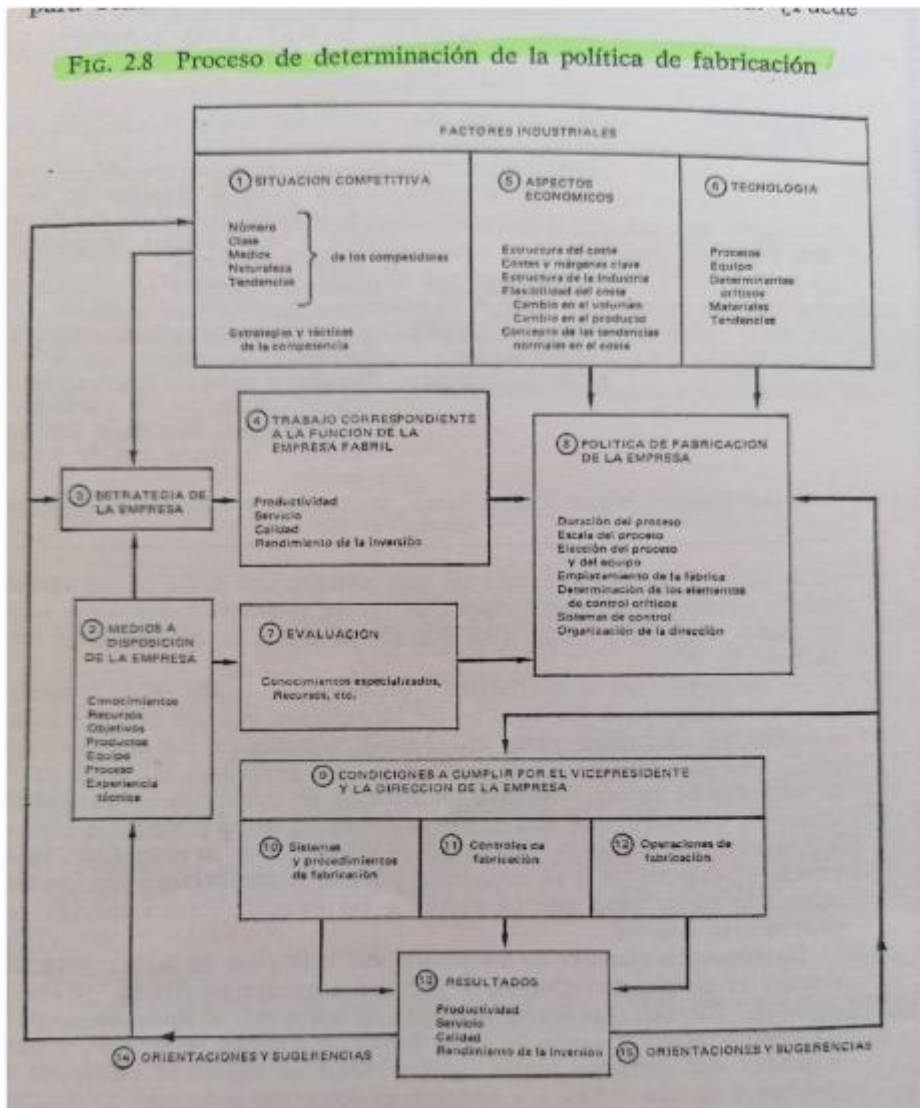 FIG. 2.8 Proceso de determinación de la política de fabricación
FACTORES INDUSTRIALES
1 SITUACION COMPETITIVA
Número
Clase
Medios
Naturaleza
Tendencias
de los competidores
Estrategias y tácticas
de la competencia
5 ASPECTOS
ECONOMICOS
Estructura del coste
Costes y márgenes clave
Estructura de la industria
Flexibilidad del coste
Cambio en el volumen
Cambio en el producto
Concepto de las tendencias
normales en el coste
6 TECNOLOGIA
Procesos
Equipo
Determinantes
críticos
Materiales
Tendencias
3 ESTRATEGIA DE
LA EMPRESA
4 TRABAJO CORRESPONDIENTE
A LA FUNCION DE LA
EMPRESA FABRIL
Productividad
Servicio
Calidad
Rendimiento de la inversión
8 POLITICA DE FABRICACION
DE LA EMPRESA
Duración del proceso
Escala del proceso
Elección del proceso
y del equipo
Emplazamiento de la fábrica
Determinación de los elementos
de control críticos
Sistemas de control
Organización de la dirección
2 MEDIOS A
DISPOSICION
DE LA EMPRESA
Conocimientos
Recursos
Objetivos
Productos
Equipo
Proceso
Experiencia
técnica
7 EVALUACIÓN
Conocimientos especializados,
Recursos, etc.
9 CONDICIONES A CUMPLIR POR EL VICEPRESIDENTE
Y LA DIRECCION DE LA EMPRESA
10 Sistemas
y procedimientos
de fabricación
11 Controles de
fabricación
12 Operaciones de
fabricación
13 RESULTADOS
Productividad
Servicio
Calidad
Rendimiento de la inversión
14 ORIENTACIONES Y SUGERENCIAS
15 ORIENTACIONES Y SUGERENCIAS